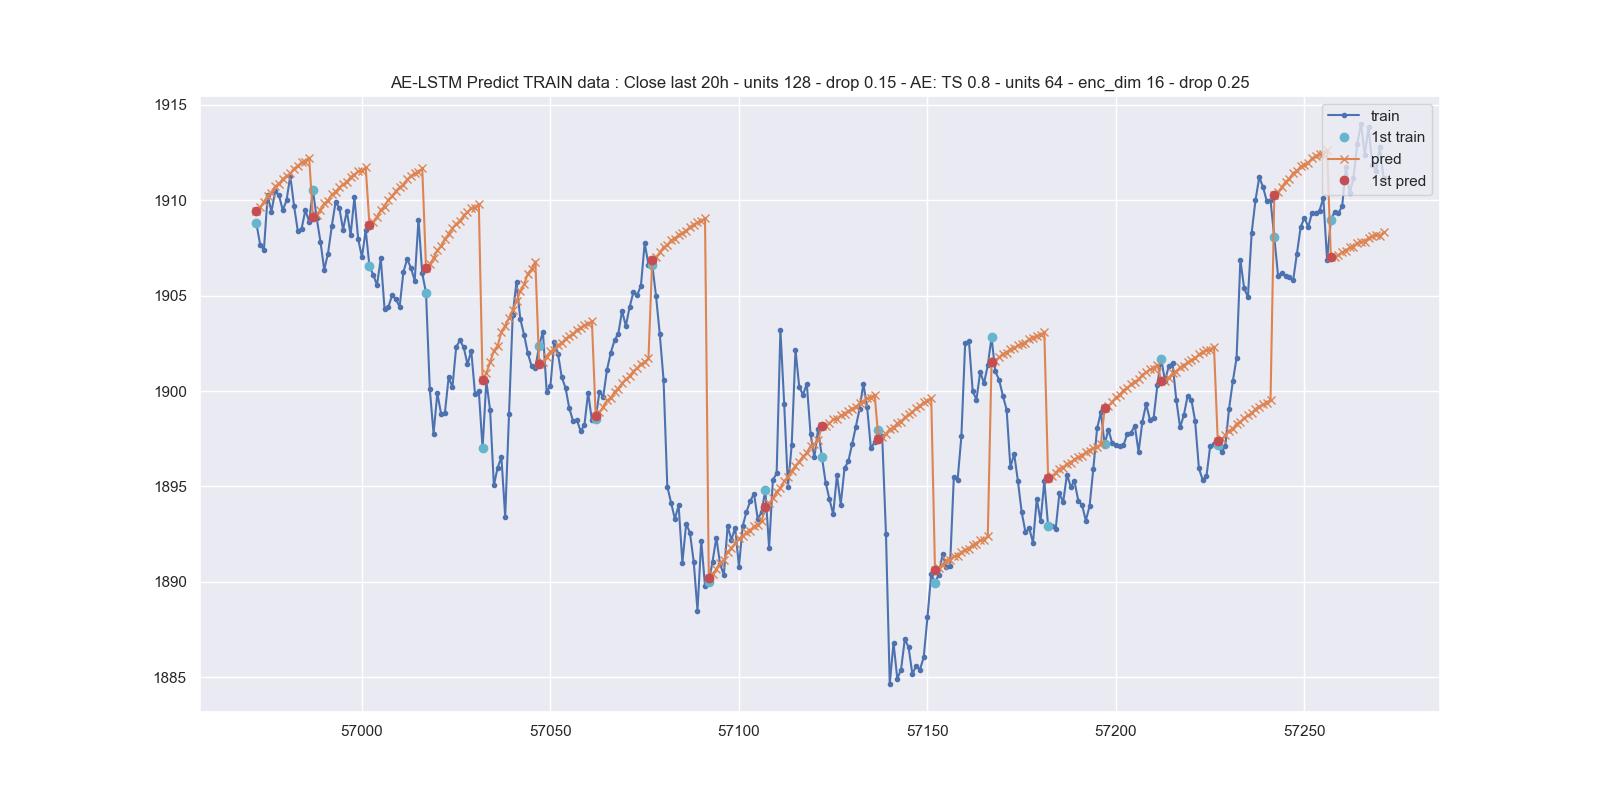 AE-LSTM Predict TRAIN data : Close last 20h - units 128 - drop 0.15 - AE: TS 0.8 - units 64 - enc_dim 16 - drop 0.25
1915
1910
1905
1900
1895
1890
1885
train
1st train
pred
1st pred
57000
57050
57100
57150
57200
57250